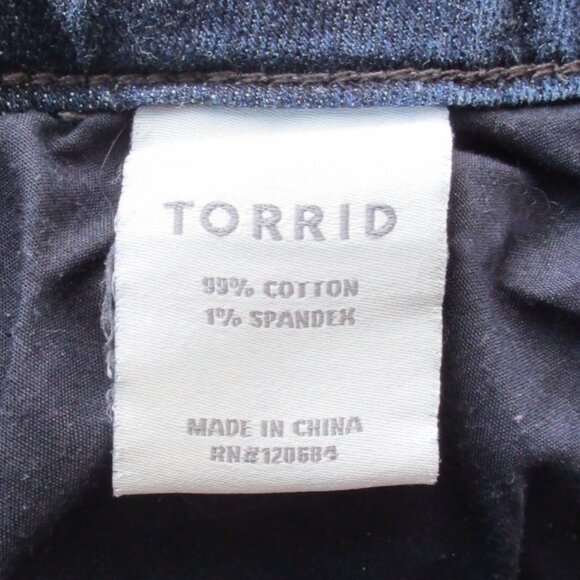 TORRID
99% COTTON
1% SPANDEX
MADE IN CHINA
RN#120684